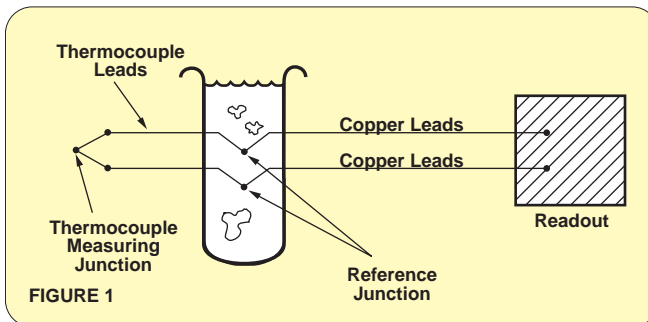 Thermocouple
Leads
Copper Leads
Copper Leads
Readout
Thermocouple
Measuring
Junction
Reference
Junction
FIGURE 1